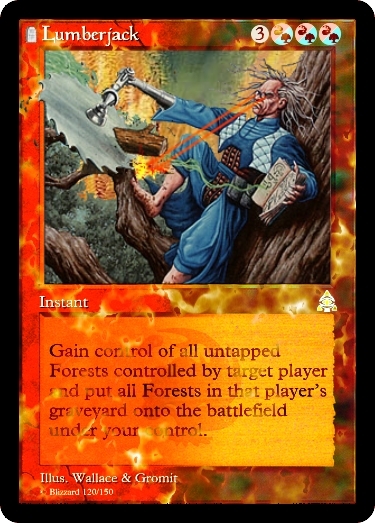 Lumberjack 3
Instant
Gain control of all untapped
Forests controlled by target player
and put all Forests in that player's
graveyard onto the battlefield
under your control.
Illus. Wallace & Gromit
© Blizzard 120/150